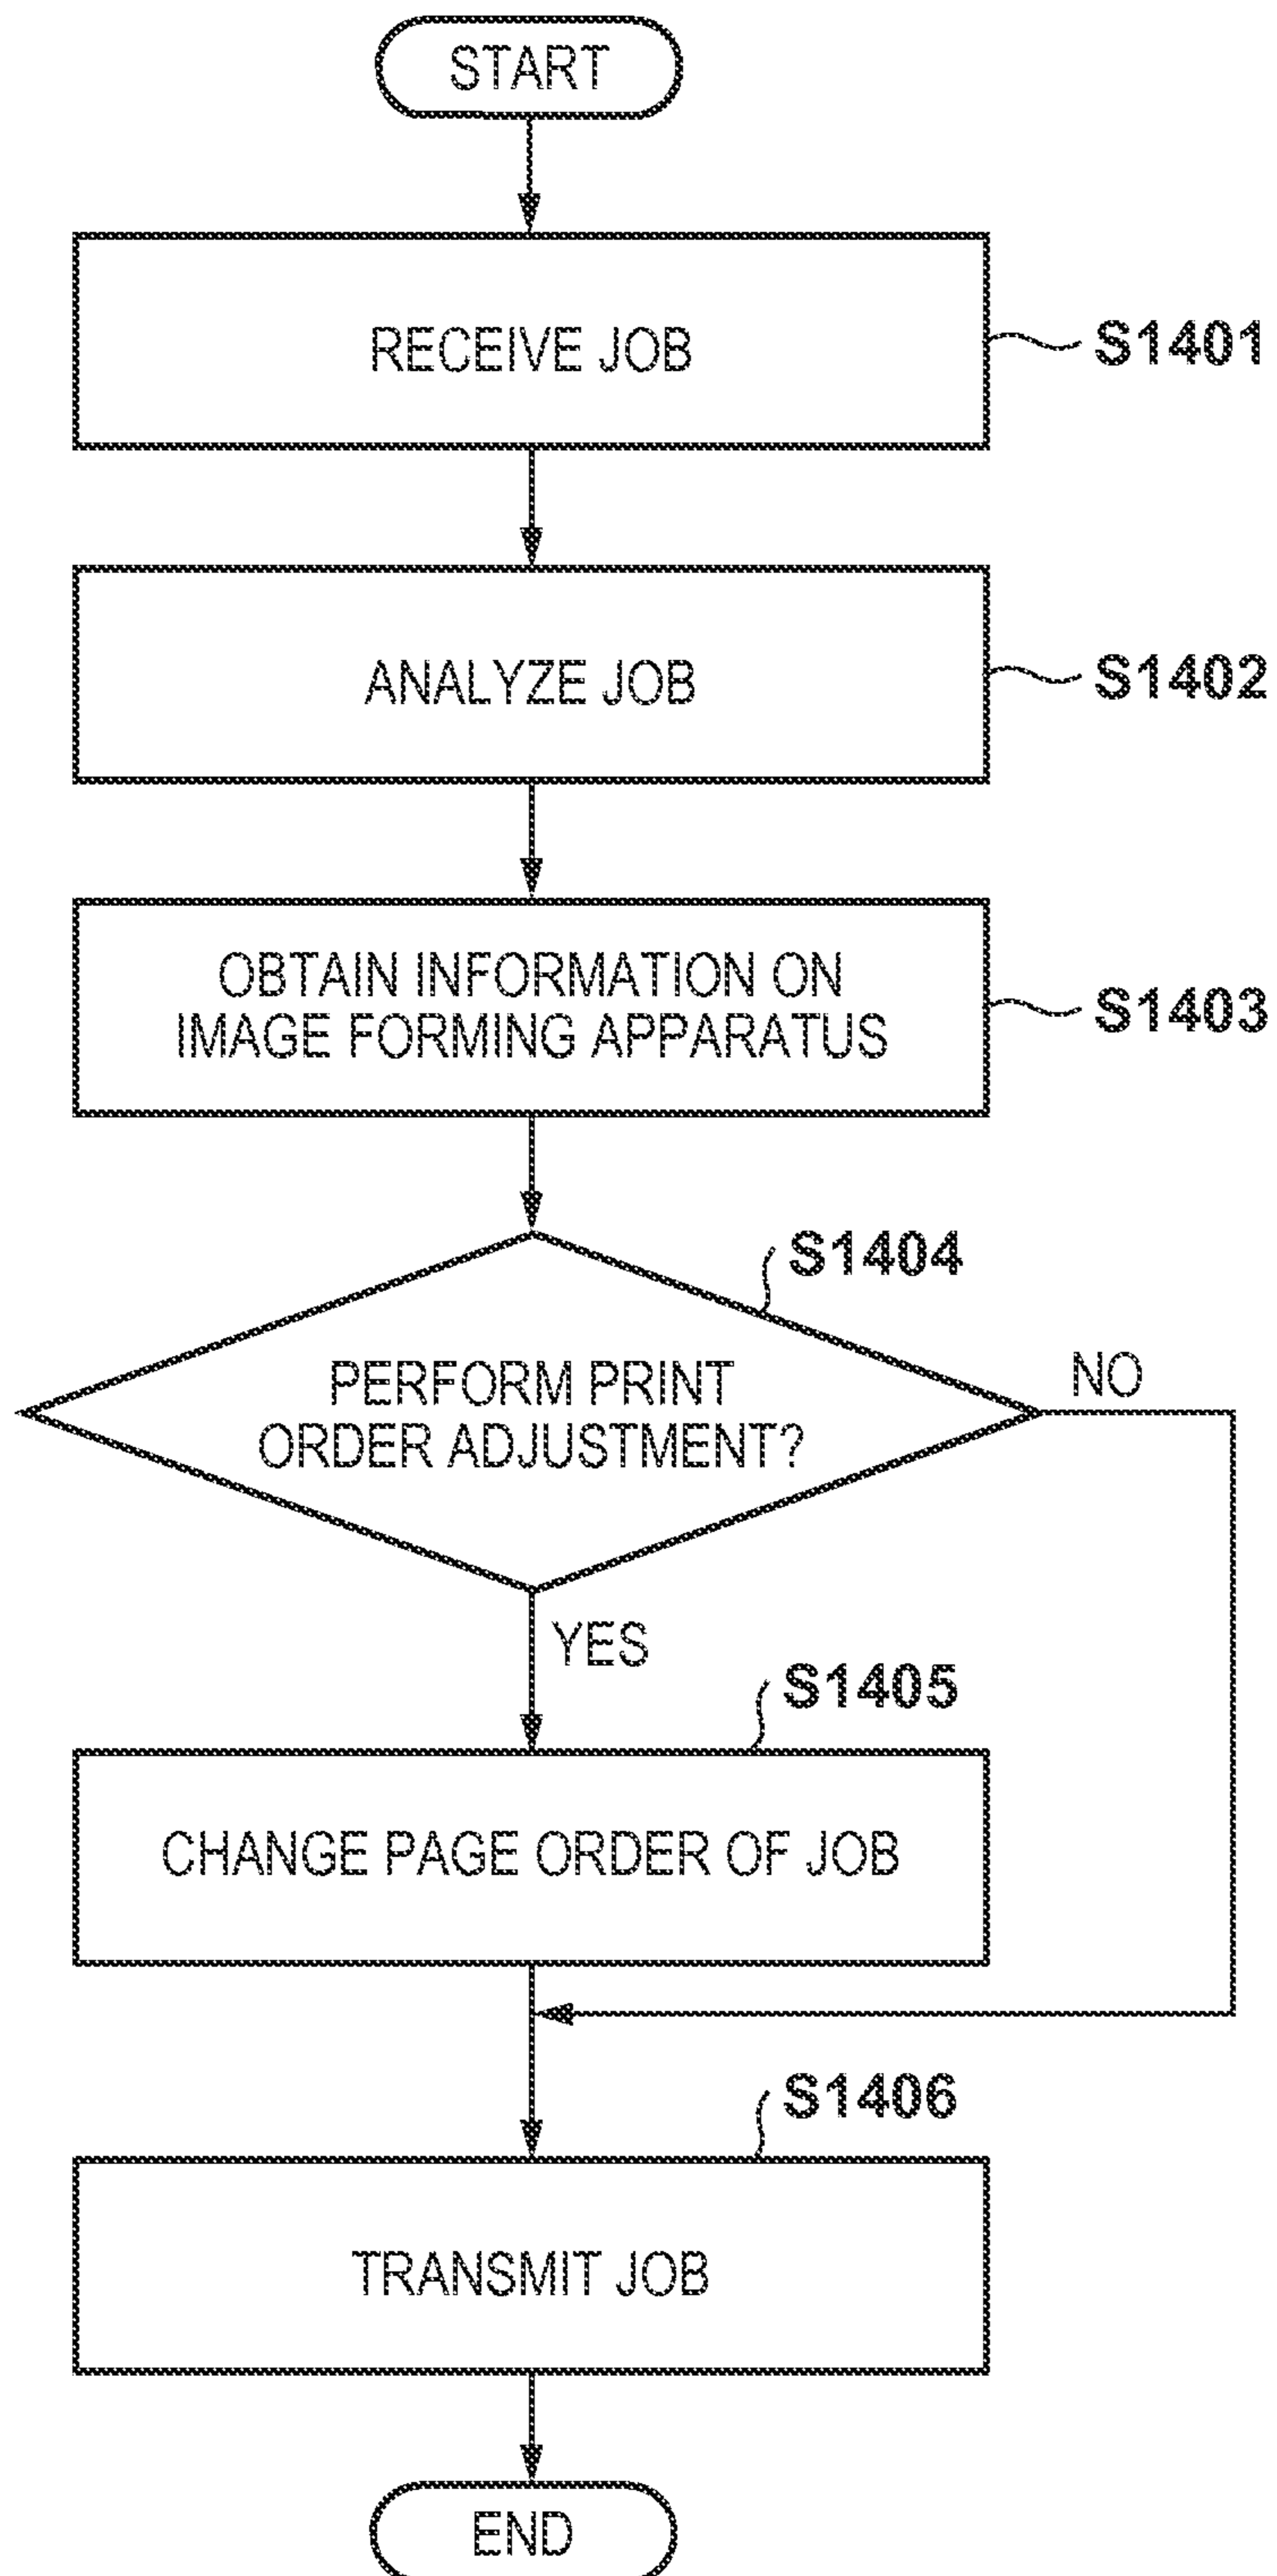 START
RECEIVE JOB
S1401
ANALYZE JOB
S1402
OBTAIN INFORMATION ON
IMAGE FORMING APPARATUS
S1403
S1404
PERFORM PRINT
ORDER ADJUSTMENT?
NO
YES
S1405
CHANGE PAGE ORDER OF JOB
S1406
TRANSMIT JOB
END